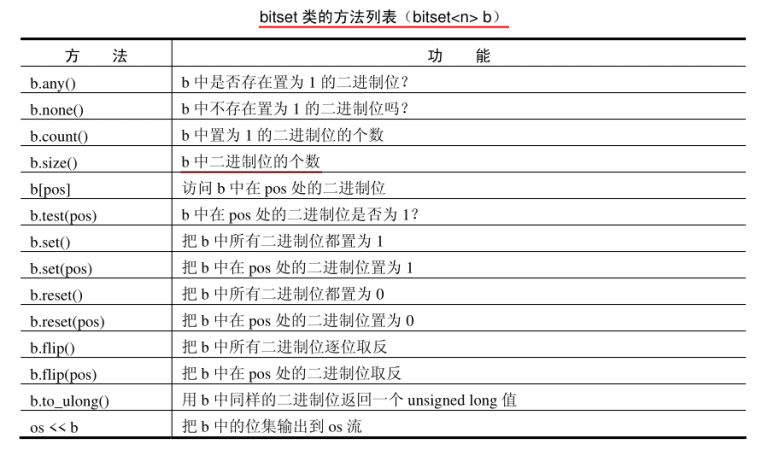 bitset 类的方法列表（bitset<n> b）
方 法 功 能
b.any() b 中是否存在置为 1 的二进制位？
b.none() b 中不存在置为 1 的二进制位吗？
b.count() b 中置为 1 的二进制位的个数
b.size() b 中二进制位的个数
b[pos] 访问 b 中在 pos 处的二进制位
b.test(pos) b 中在 pos 处的二进制位是否为 1？
b.set() 把 b 中所有二进制位都置为 1
b.set(pos) 把 b 中在 pos 处的二进制位置为 1
b.reset() 把 b 中所有二进制位都置为 0
b.reset(pos) 把 b 中在 pos 处的二进制位置为 0
b.flip() 把 b 中所有二进制位逐位取反
b.flip(pos) 把 b 中在 pos 处的二进制位取反
b.to_ulong() 用 b 中同样的二进制位返回一个 unsigned long 值
os << b 把 b 中的位集输出到 os 流